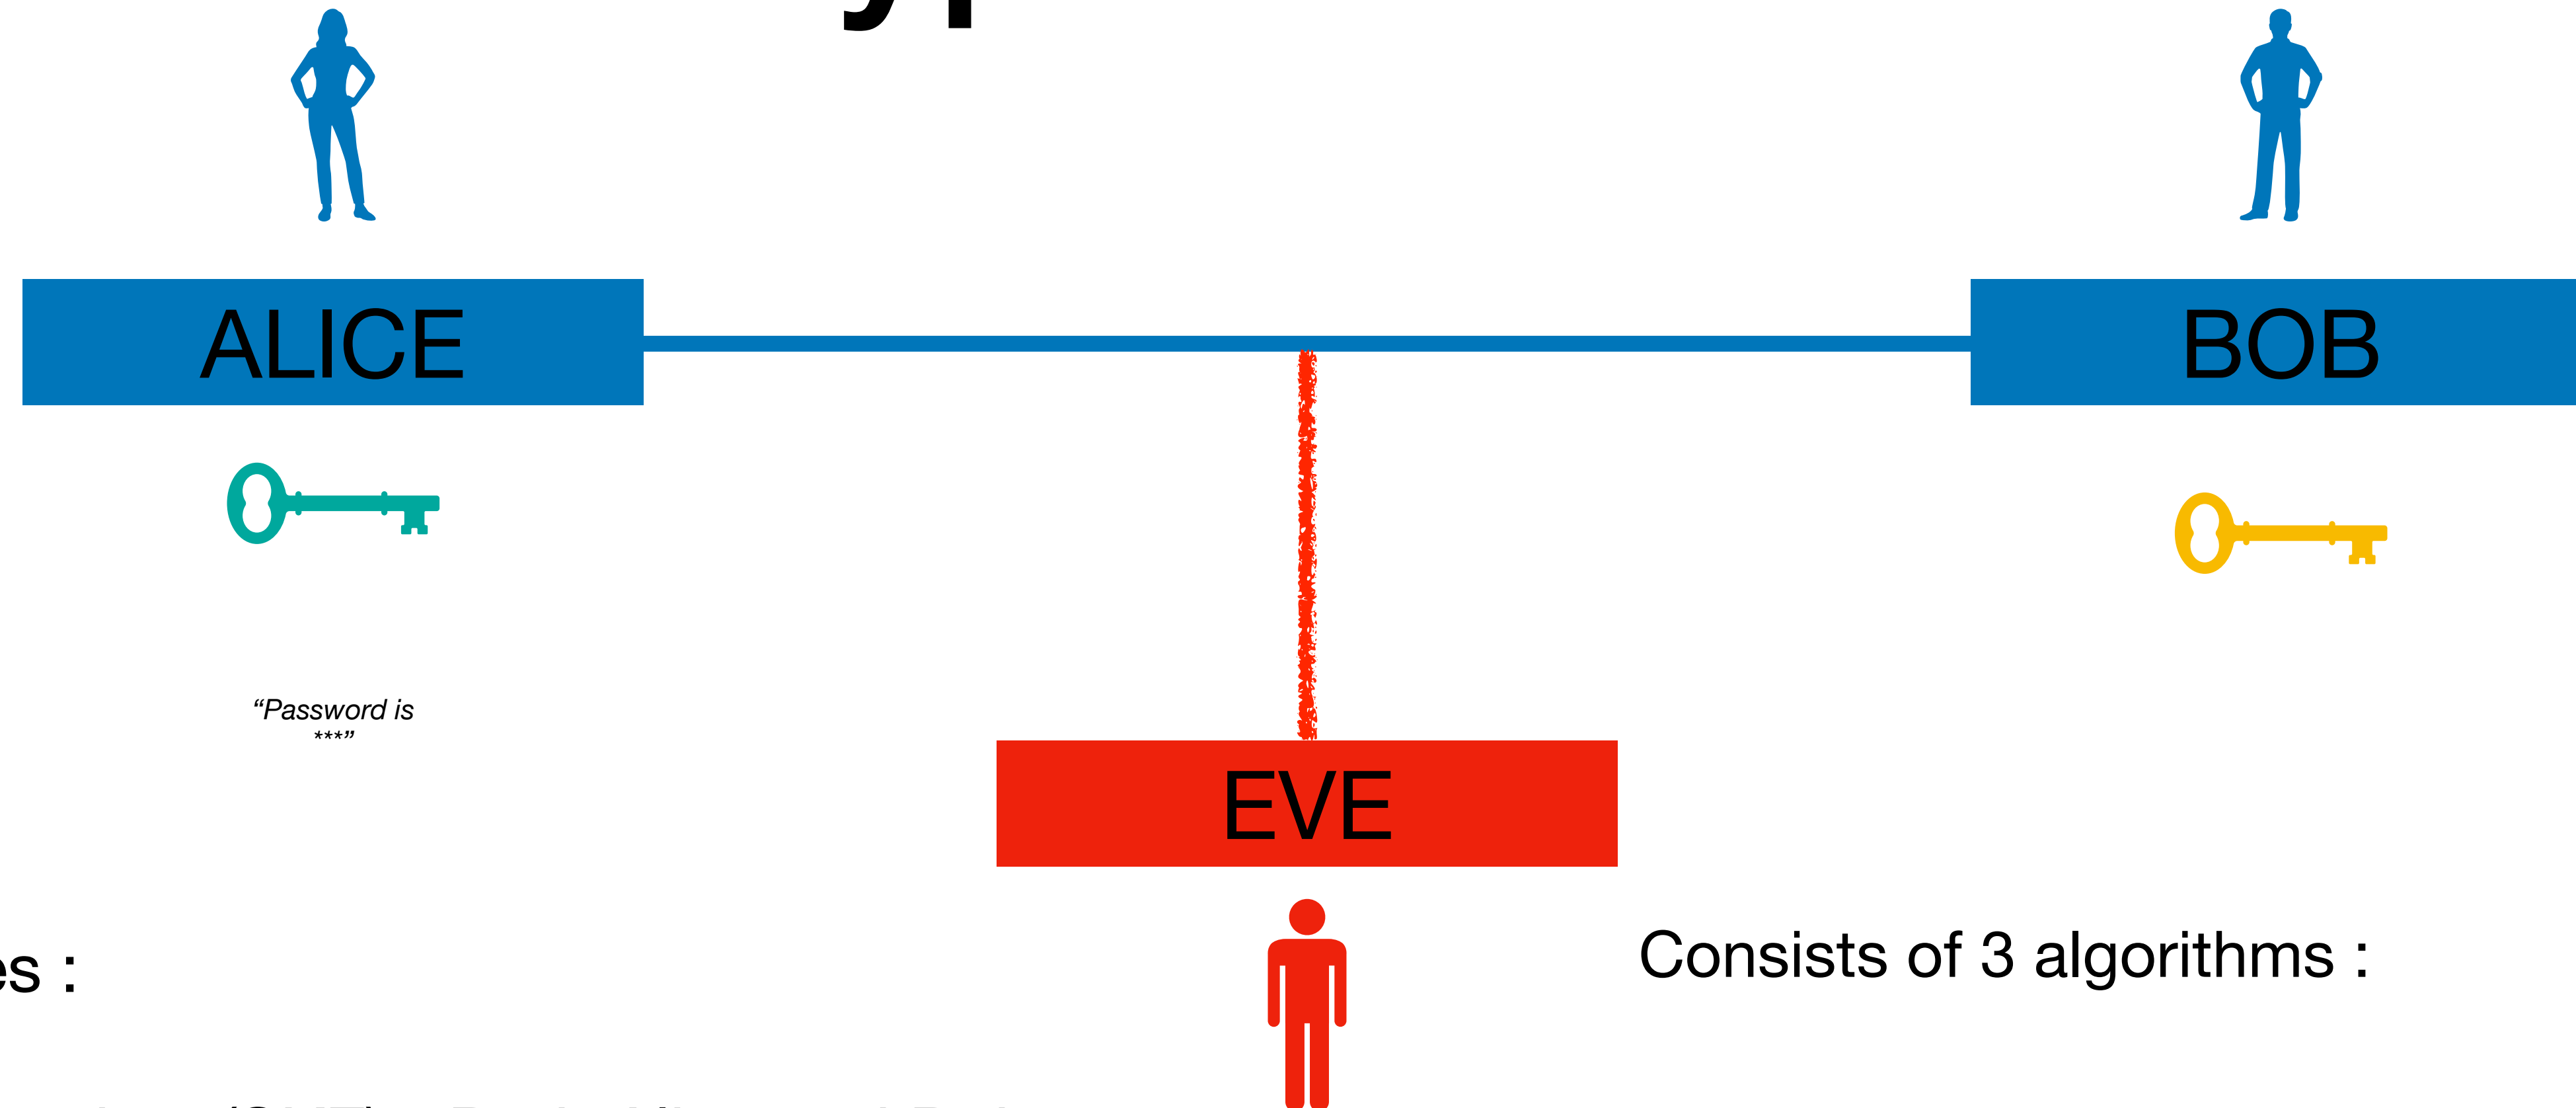 ALICE
BOB
“Password is
***”
EVE
Consists of 3 algorithms :
es :